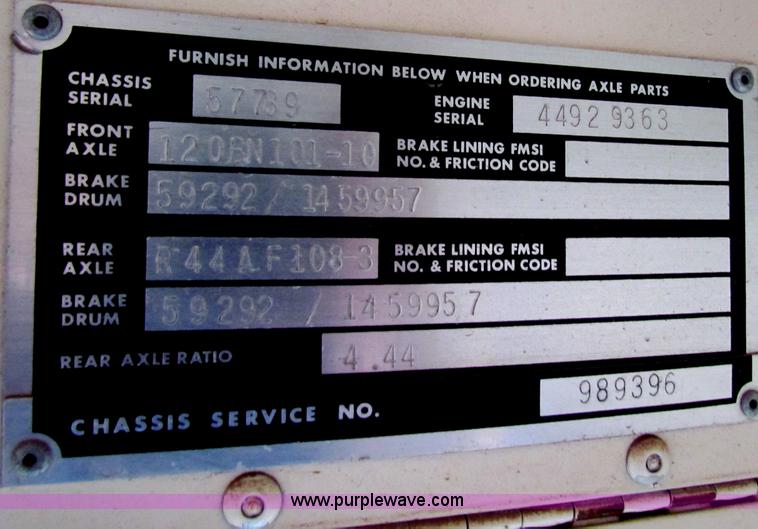 FURNISH INFORMATION BELOW WHEN ORDERING AXLE PARTS
CHASSIS SERIAL 57739 ENGINE SERIAL 4492 9363
FRONT AXLE 120BN101-10 BRAKE LINING FMSI NO. & FRICTION CODE
BRAKE DRUM 59292 / 1459957
REAR AXLE R44AF108-3 BRAKE LINING FMSI NO. & FRICTION CODE
BRAKE DRUM 59292 / 1459957
REAR AXLE RATIO 4.44
CHASSIS SERVICE NO. 989396
www.purplewave.com